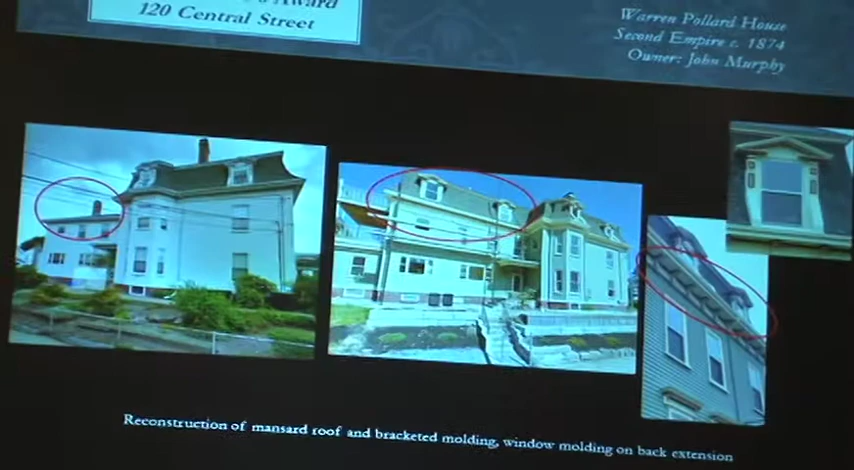 Award
120 Central Street
Warren Pollard House
Second Empire c. 1874
Owner: John Murphy
Reconstruction of mansard roof and bracketed molding, window molding on back extension